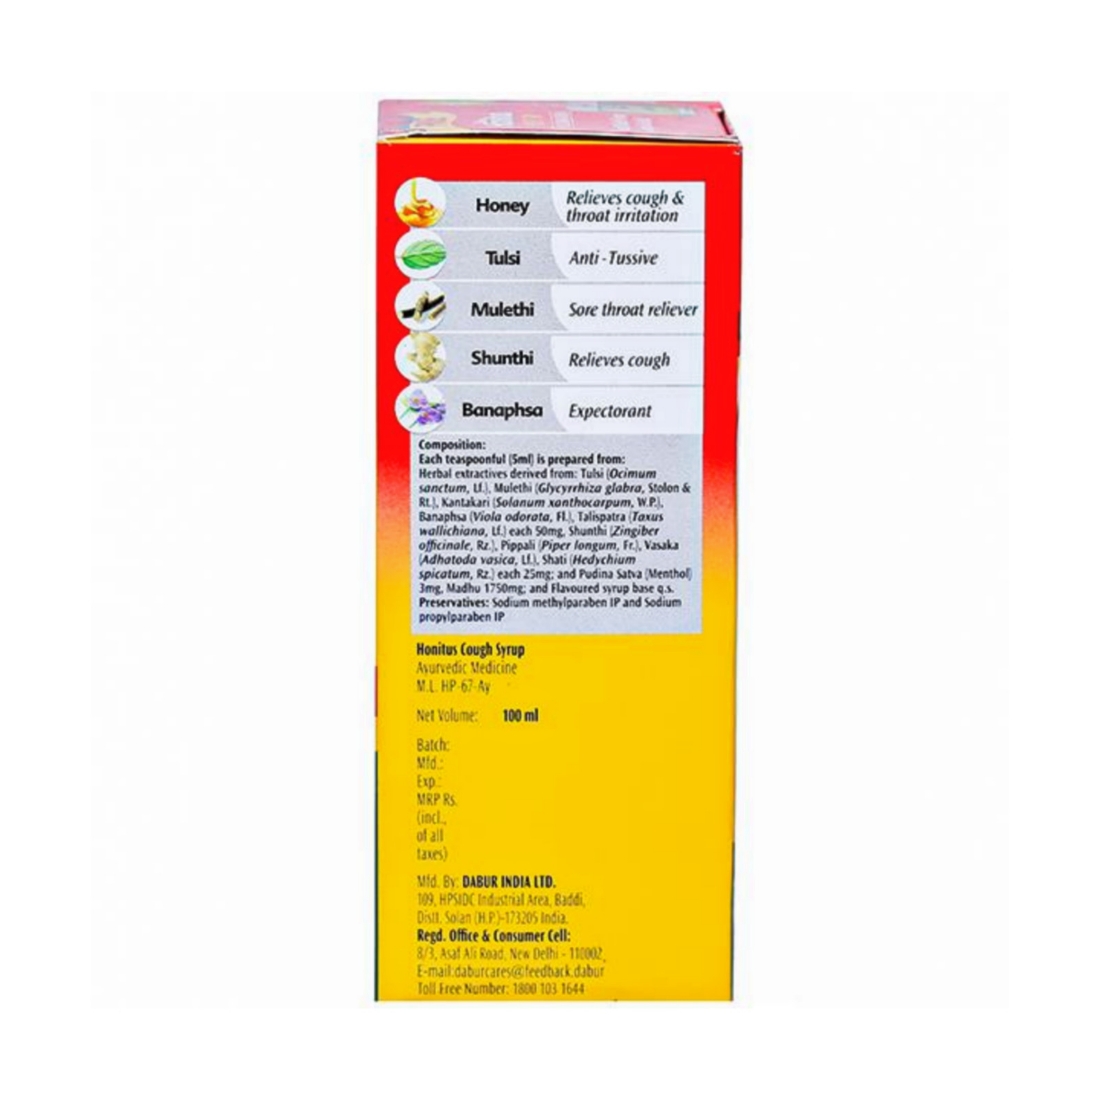 Honey Relieves cough &
throat irritation
Tulsi Anti - Tussive
Mulethi Sore throat reliever
Shunthi Relieves cough
Banaphsa Expectorant
Composition:
Each teaspoonful (5ml) is prepared from:
Herbal extractives derived from: Tulsi (Ocimum
sanctum, Lf.), Mulethi (Glycyrrhiza glabra, Stolon &
Rt.), Kantakari (Solanum xanthocarpum, W.P.),
Banaphsa (Viola odorata, Fl.), Talispatra (Taxus
wallichiana, Lf.) each 50mg, Shunthi (Zingiber
officinale, Rz.), Pippali (Piper longum, Fr.), Vasaka
(Adhatoda vasica, Lf.), Shati (Hedychium
spicatum, Rz.) each 25mg; and Pudina Satva (Menthol)
3mg, Madhu 1750mg; and Flavoured syrup base q.s.
Preservatives: Sodium methylparaben IP and Sodium
propylparaben IP
Honitus Cough Syrup
Ayurvedic Medicine
M.L. HP-67-Ay
Net Volume: 100 ml
Batch:
Mfd.:
Exp.:
MRP Rs.
(incl.,
of all
taxes)
Mfd. By: DABUR INDIA LTD.
109, HPSIDC Industrial Area, Baddi,
Distt. Solan (H.P.)-173205 India.
Regd. Office & Consumer Cell:
8/3, Asaf Ali Road, New Delhi - 110002,
E-mail:daburcares@feedback.dabur
Toll Free Number: 1800 103 1644